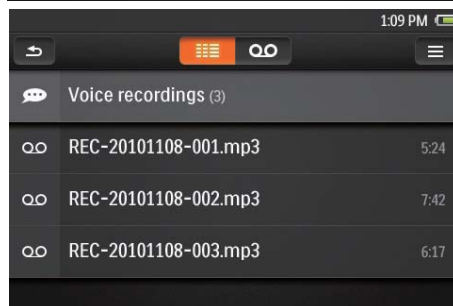 1:09 PM
Voice recordings (3)
REC-20101108-001.mp3 5:24
REC-20101108-002.mp3 7:42
REC-20101108-003.mp3 6:17